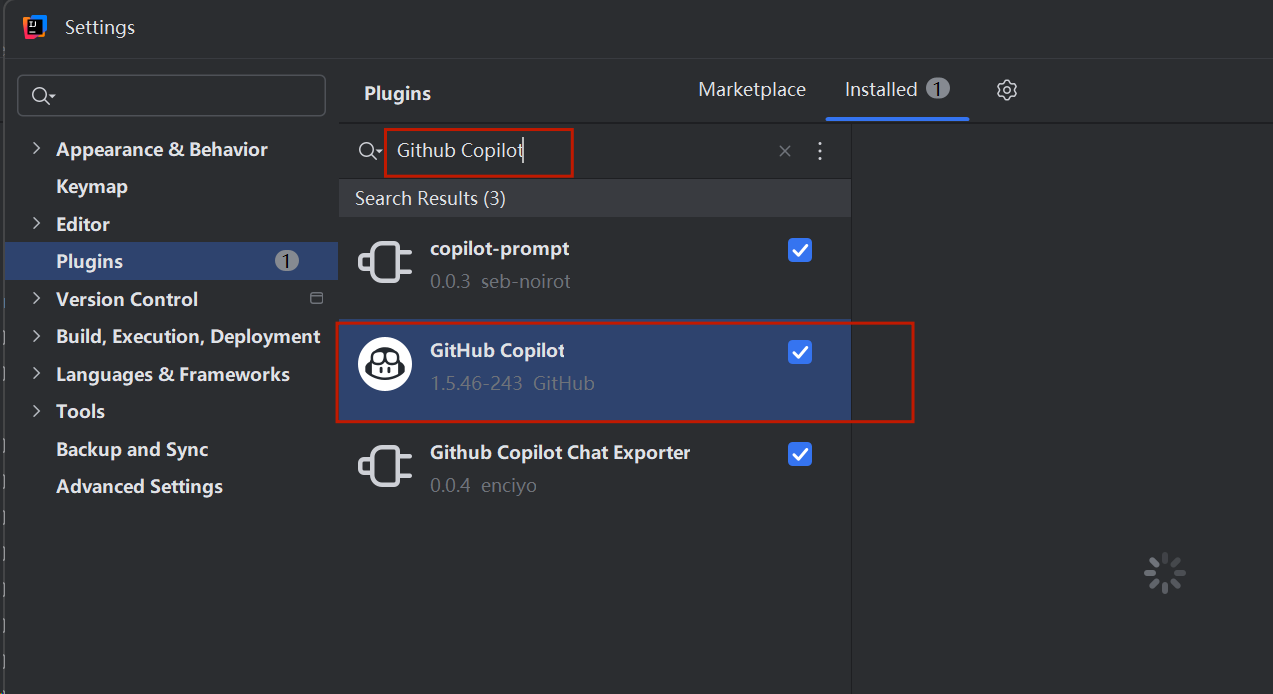 Settings
Plugins
Marketplace
Installed 1
Github Copilot
Search Results (3)
Appearance & Behavior
Keymap
Editor
Plugins 1
Version Control
Build, Execution, Deployment
Languages & Frameworks
Tools
Backup and Sync
Advanced Settings
copilot-prompt
0.0.3 seb-noirot
GitHub Copilot
1.5.46-243 GitHub
Github Copilot Chat Exporter
0.0.4 enciyo